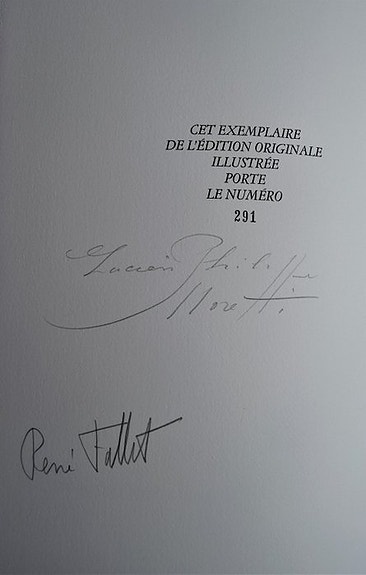 CET EXEMPLAIRE
DE L'ÉDITION ORIGINALE
ILLUSTRÉE
PORTE
LE NUMÉRO
291
Lucien Philippe
Moretti
René Fallet